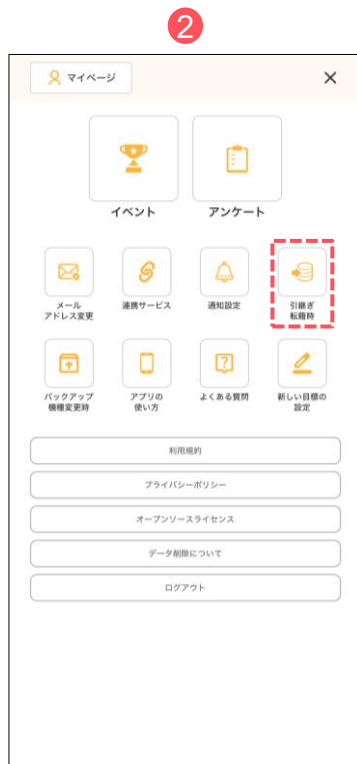 2
マイページ
×
イベント アンケート
メール
アドレス変更
連携サービス
通知設定
引継ぎ
転籍時
バックアップ
機種変更時
アプリの
使い方
よくある質問
新しい目標の
設定
利用規約
プライバシーポリシー
オープンソースライセンス
データ削除について
ログアウト